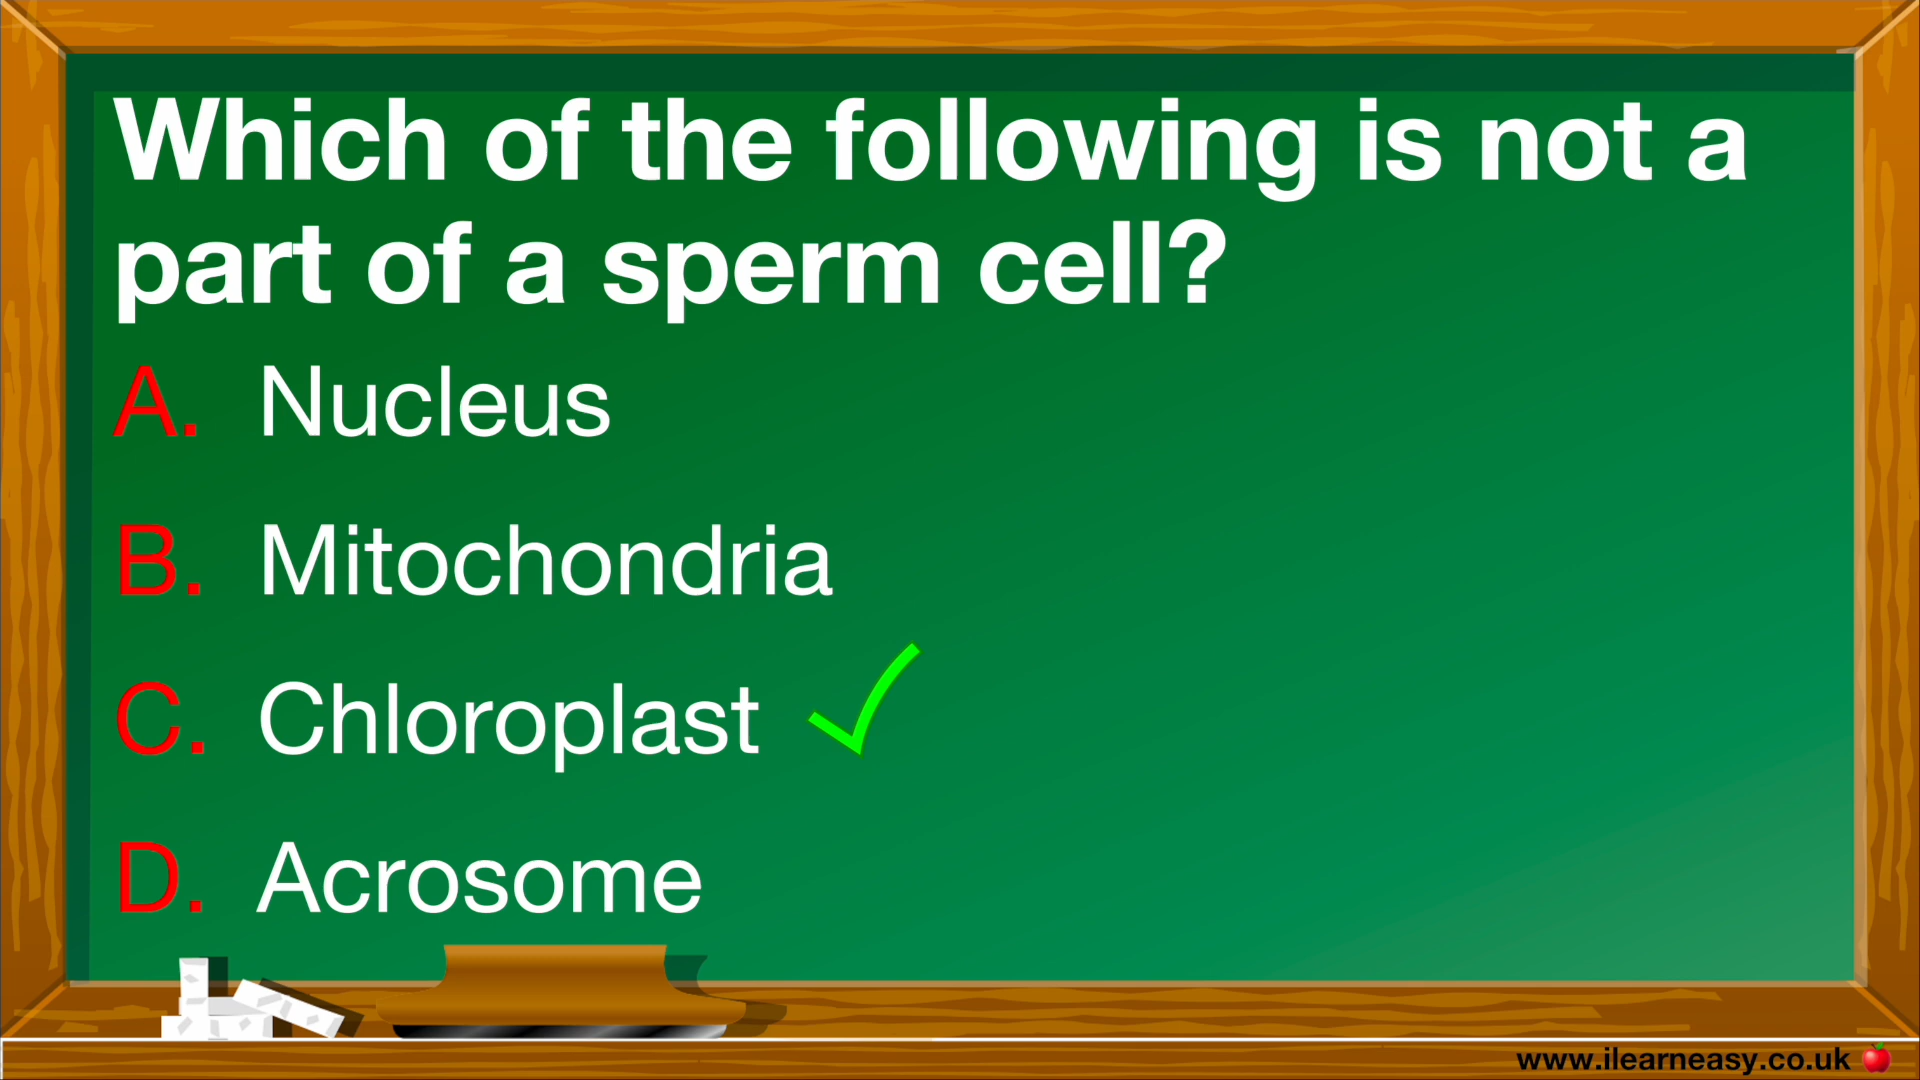 Which of the following is not a
part of a sperm cell?
A. Nucleus
B. Mitochondria
C. Chloroplast
D. Acrosome
www.ilearneasy.co.uk